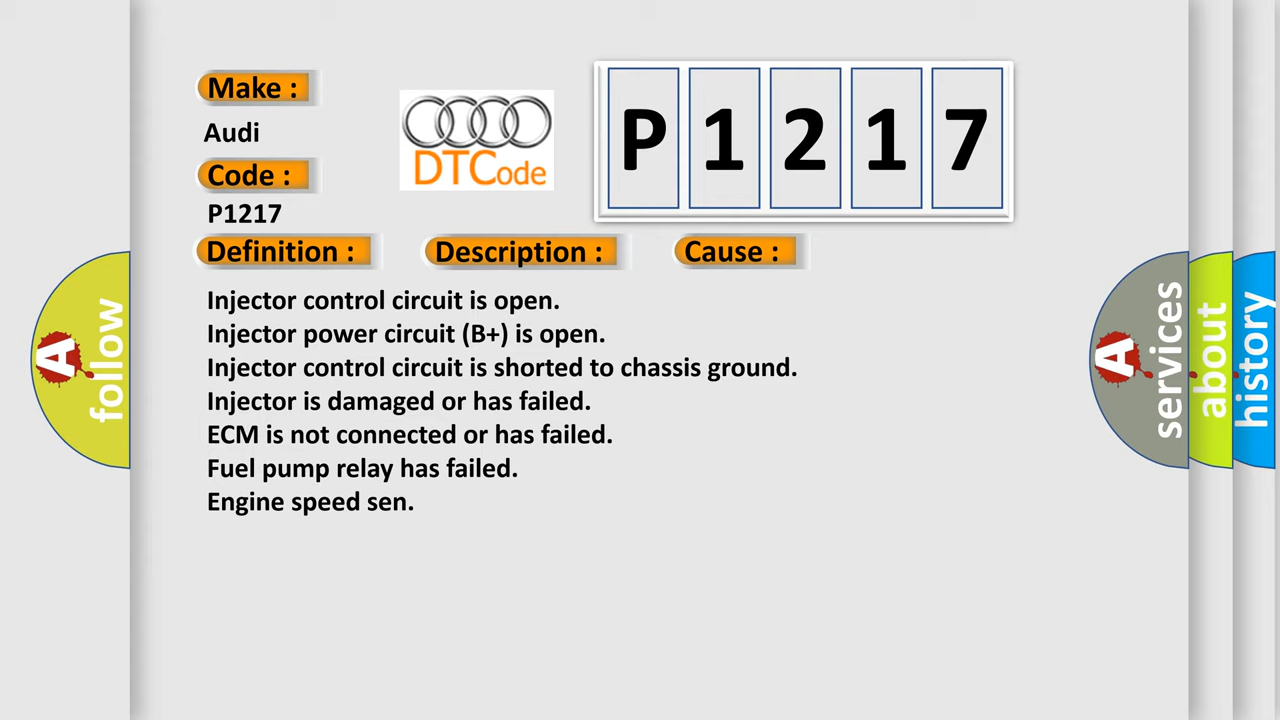 Make :
Audi
Code :
P1217
DTCode
P 1 2 1 7
Definition :
Description :
Cause :
Injector control circuit is open.
Injector power circuit (B+) is open.
Injector control circuit is shorted to chassis ground.
Injector is damaged or has failed.
ECM is not connected or has failed.
Fuel pump relay has failed.
Engine speed sen.
A
follow
A
services
about
history